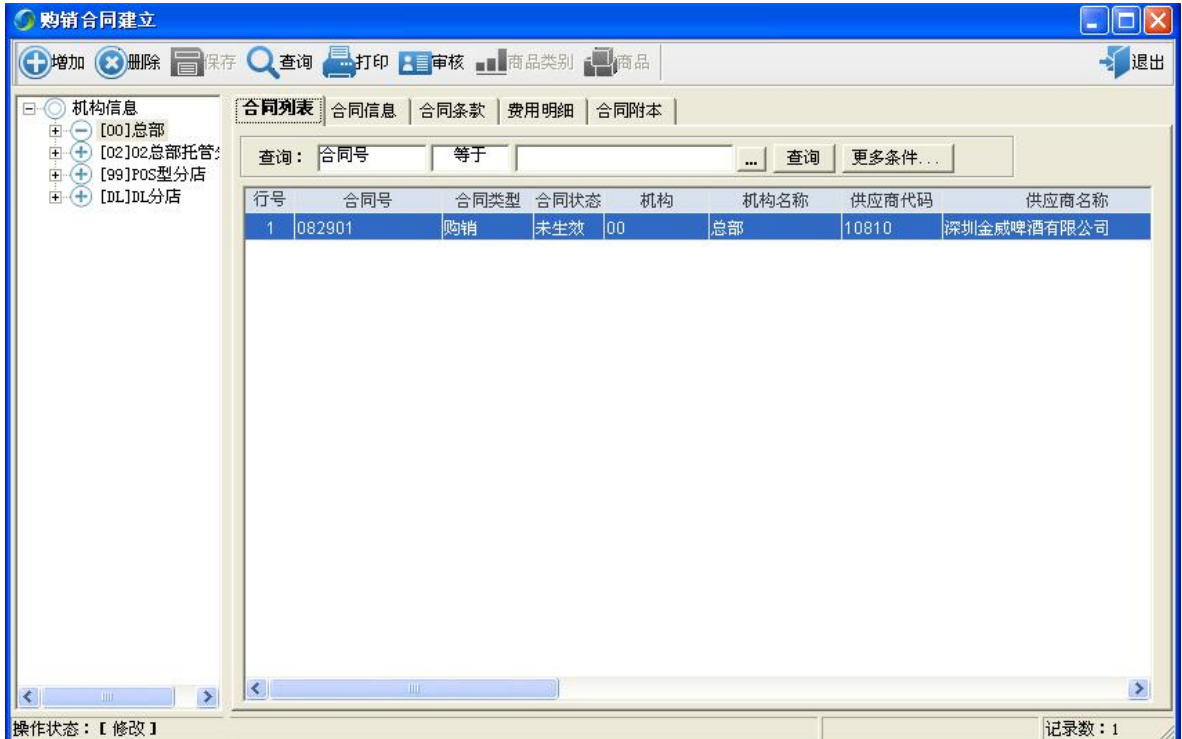 购销合同建立
增加 删除 保存 查询 打印 审核 商品类别 商品 退出
机构信息
[00]总部
[02]02总部托管
[99]POS型分店
[DL]DL分店
合同列表 合同信息 合同条款 费用明细 合同附本
查询： 合同号 等于 ... 查询 更多条件...
行号 合同号 合同类型 合同状态 机构 机构名称 供应商代码 供应商名称
1 082901 购销 未生效 00 总部 10810 深圳金威啤酒有限公司
操作状态：【修改】 记录数：1